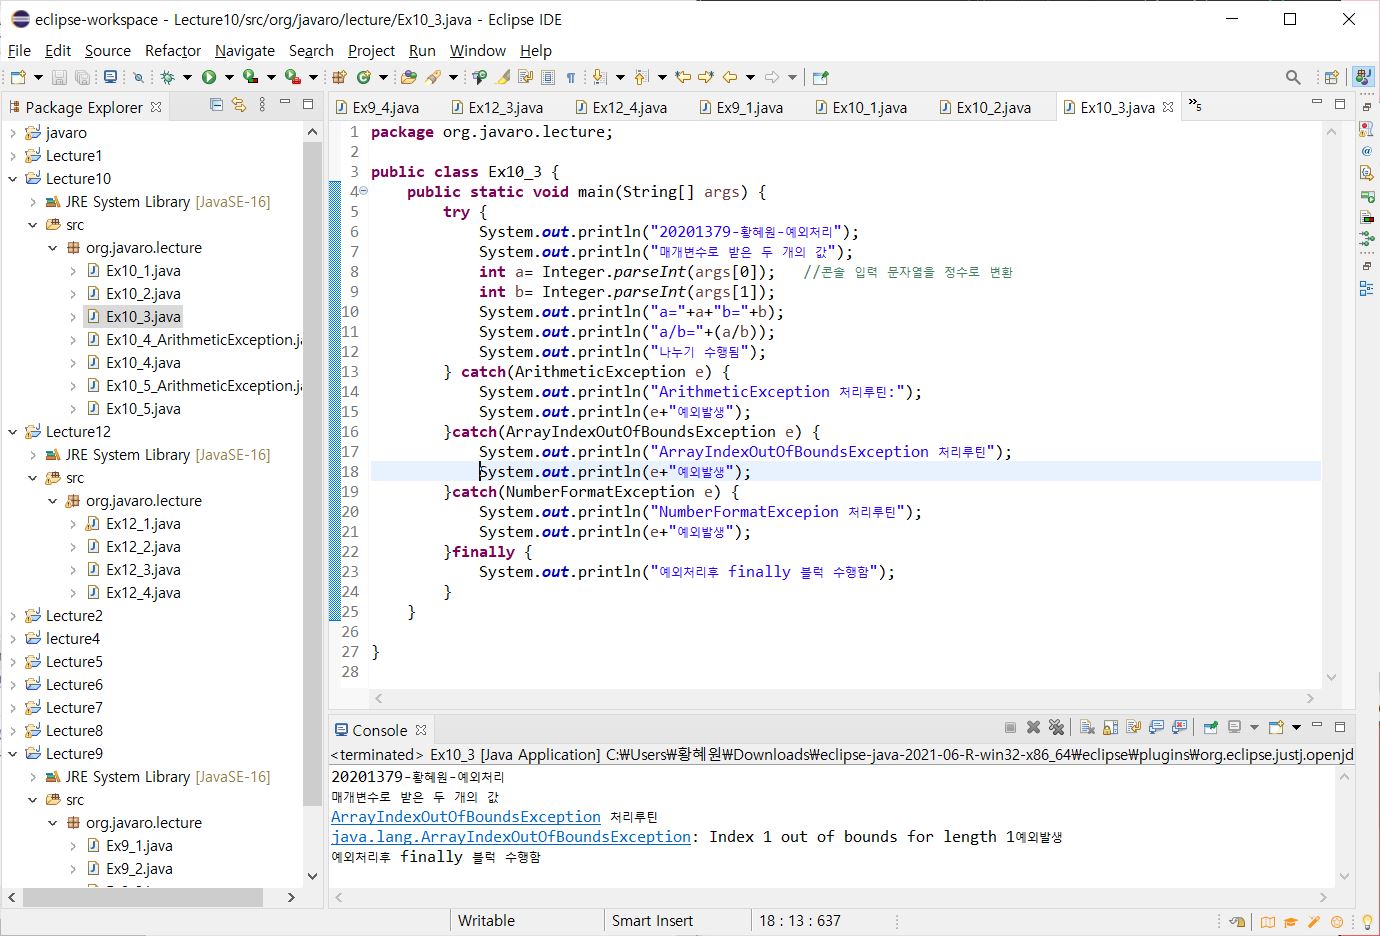 eclipse-workspace - Lecture10/src/org/javaro/lecture/Ex10_3.java - Eclipse IDE
File Edit Source Refactor Navigate Search Project Run Window Help
Package Explorer
javaro
Lecture1
Lecture10
JRE System Library [JavaSE-16]
src
org.javaro.lecture
Ex10_1.java
Ex10_2.java
Ex10_3.java
Ex10_4_ArithmeticException.ja
Ex10_4.java
Ex10_5_ArithmeticException.ja
Ex10_5.java
Lecture12
JRE System Library [JavaSE-16]
src
org.javaro.lecture
Ex12_1.java
Ex12_2.java
Ex12_3.java
Ex12_4.java
Lecture2
lecture4
Lecture5
Lecture6
Lecture7
Lecture8
Lecture9
JRE System Library [JavaSE-16]
src
org.javaro.lecture
Ex9_1.java
Ex9_2.java
Ex9_4.java Ex12_3.java Ex12_4.java Ex9_1.java Ex10_1.java Ex10_2.java Ex10_3.java »5
1 package org.javaro.lecture;
2
3 public class Ex10_3 {
4 public static void main(String[] args) {
5 try {
6 System.out.println("20201379-황혜원-예외처리");
7 System.out.println("매개변수로 받은 두 개의 값");
8 int a= Integer.parseInt(args[0]); //콘솔 입력 문자열을 정수로 변환
9 int b= Integer.parseInt(args[1]);
10 System.out.println("a="+a+"b="+b);
11 System.out.println("a/b="+(a/b));
12 System.out.println("나누기 수행됨");
13 } catch(ArithmeticException e) {
14 System.out.println("ArithmeticException 처리루틴:");
15 System.out.println(e+"예외발생");
16 }catch(ArrayIndexOutOfBoundsException e) {
17 System.out.println("ArrayIndexOutOfBoundsException 처리루틴");
18 System.out.println(e+"예외발생");
19 }catch(NumberFormatException e) {
20 System.out.println("NumberFormatExcepion 처리루틴");
21 System.out.println(e+"예외발생");
22 }finally {
23 System.out.println("예외처리후 finally 블럭 수행함");
24 }
25 }
26
27 }
28
Console
<terminated> Ex10_3 [Java Application] C:₩Users₩황혜원₩Downloads₩eclipse-java-2021-06-R-win32-x86_64₩eclipse₩plugins₩org.eclipse.justj.openjd
20201379-황혜원-예외처리
매개변수로 받은 두 개의 값
ArrayIndexOutOfBoundsException 처리루틴
java.lang.ArrayIndexOutOfBoundsException: Index 1 out of bounds for length 1예외발생
예외처리후 finally 블럭 수행함
Writable Smart Insert 18 : 13 : 637